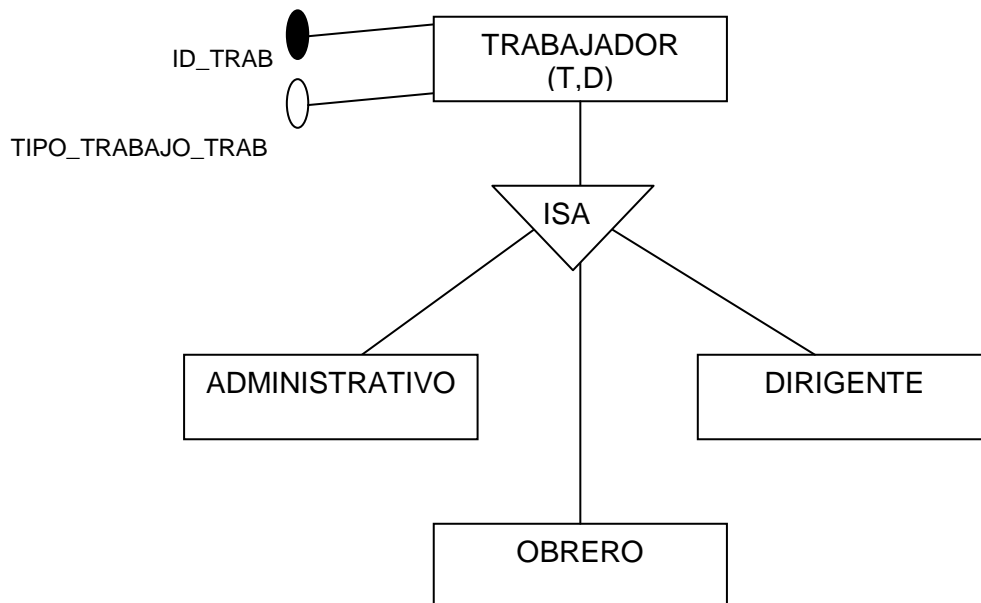 TRABAJADOR
(T,D)
ID_TRAB
TIPO_TRABAJO_TRAB
ISA
ADMINISTRATIVO
DIRIGENTE
OBRERO